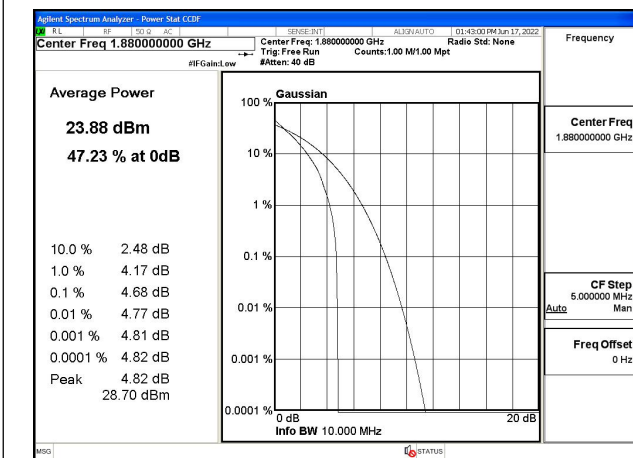 Agilent Spectrum Analyzer - Power Stat CCDF
RL RF 50 Ω AC SENSE:INT ALIGN AUTO 01:43:00 PM Jun 17, 2022
Center Freq 1.880000000 GHz
#IFGain:Low
Center Freq: 1.880000000 GHz Radio Std: None
Trig: Free Run Counts:1.00 M/1.00 Mpt
#Atten: 40 dB
Frequency
Average Power
23.88 dBm
47.23 % at 0dB
10.0 % 2.48 dB
1.0 % 4.17 dB
0.1 % 4.68 dB
0.01 % 4.77 dB
0.001 % 4.81 dB
0.0001 % 4.82 dB
Peak 4.82 dB
28.70 dBm
Gaussian
100 %
10 %
1 %
0.1 %
0.01 %
0.001 %
0.0001 %
0 dB 20 dB
Info BW 10.000 MHz
Center Freq
1.880000000 GHz
CF Step
5.000000 MHz
Auto Man
Freq Offset
0 Hz
MSG STATUS